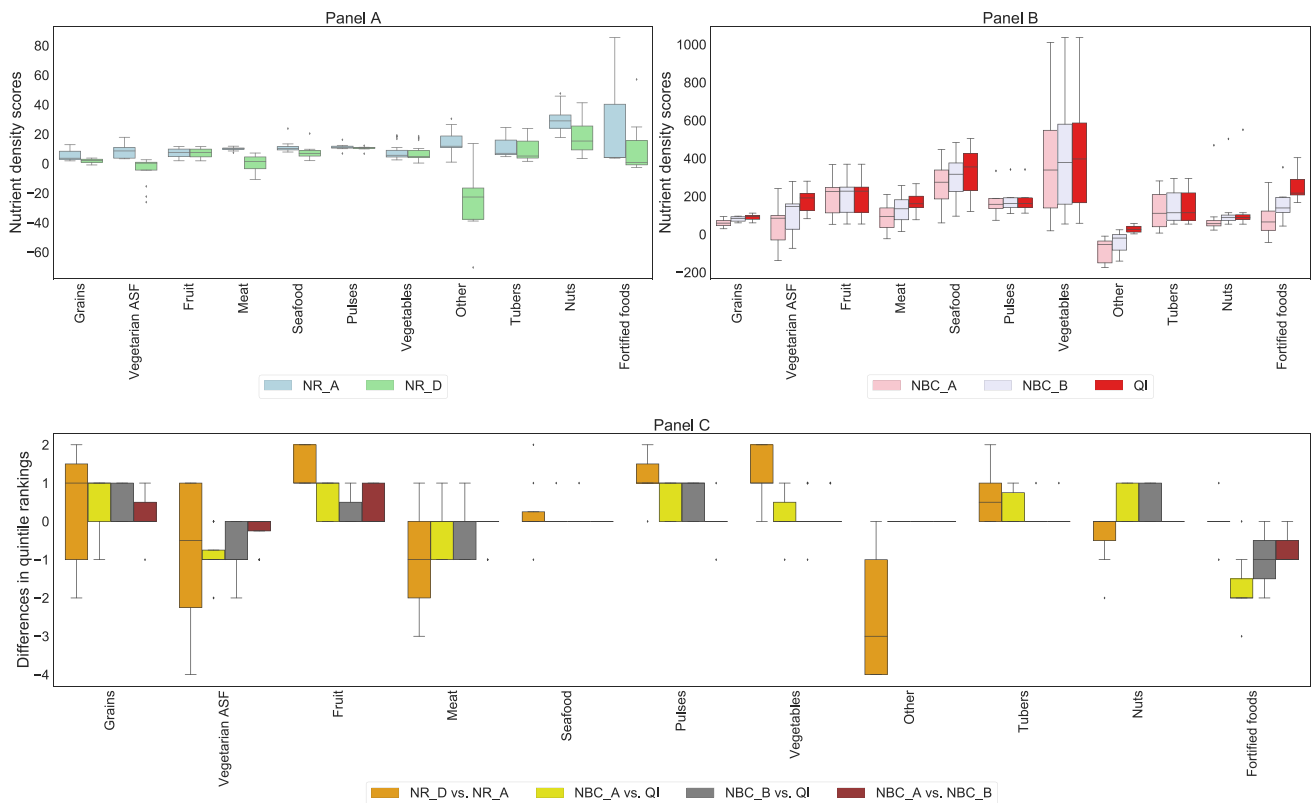 Panel A
Nutrient density scores
80
60
40
20
0
−20
−40
−60
Grains
Vegetarian ASF
Fruit
Meat
Seafood
Pulses
Vegetables
Other
Tubers
Nuts
Fortified foods
NR_A NR_D
Panel B
Nutrient density scores
1000
800
600
400
200
0
−200
Grains
Vegetarian ASF
Fruit
Meat
Seafood
Pulses
Vegetables
Other
Tubers
Nuts
Fortified foods
NBC_A NBC_B QI
Panel C
Differences in quintile rankings
2
1
0
−1
−2
−3
−4
Grains
Vegetarian ASF
Fruit
Meat
Seafood
Pulses
Vegetables
Other
Tubers
Nuts
Fortified foods
NR_D vs. NR_A NBC_A vs. QI NBC_B vs. QI NBC_A vs. NBC_B